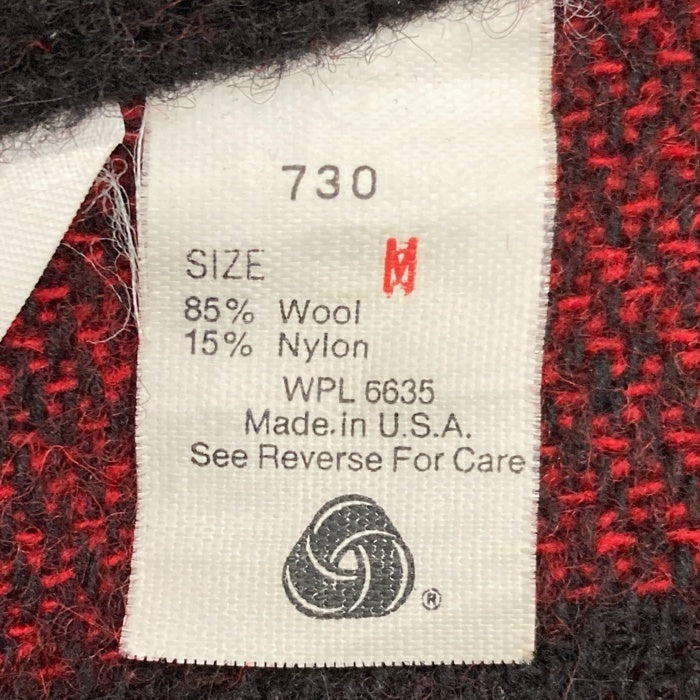 730
SIZE M
85% Wool
15% Nylon
WPL 6635
Made in U.S.A.
See Reverse For Care
®